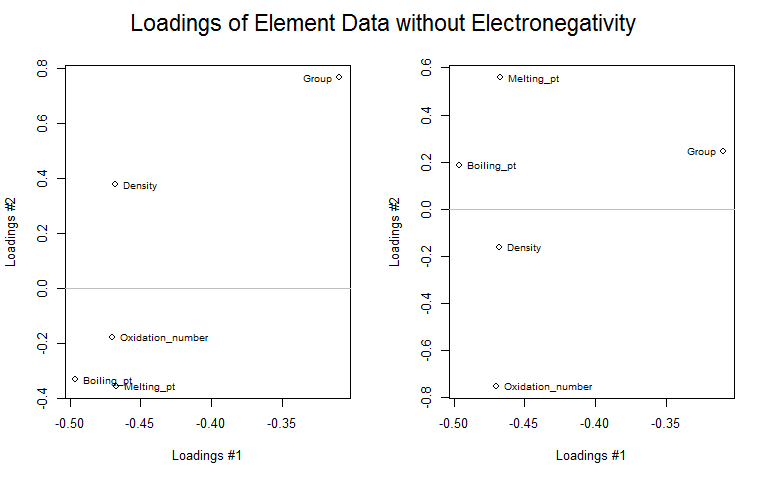 Loadings of Element Data without Electronegativity
0.8
0.6
0.4
0.2
0.0
-0.2
-0.4
Loadings #2
Group
Density
Oxidation_number
Boiling_pt
Melting_pt
-0.50
-0.45
-0.40
-0.35
Loadings #1
0.6
0.4
0.2
0.0
-0.2
-0.4
-0.6
-0.8
Loadings #2
Melting_pt
Group
Boiling_pt
Density
Oxidation_number
-0.50
-0.45
-0.40
-0.35
Loadings #1